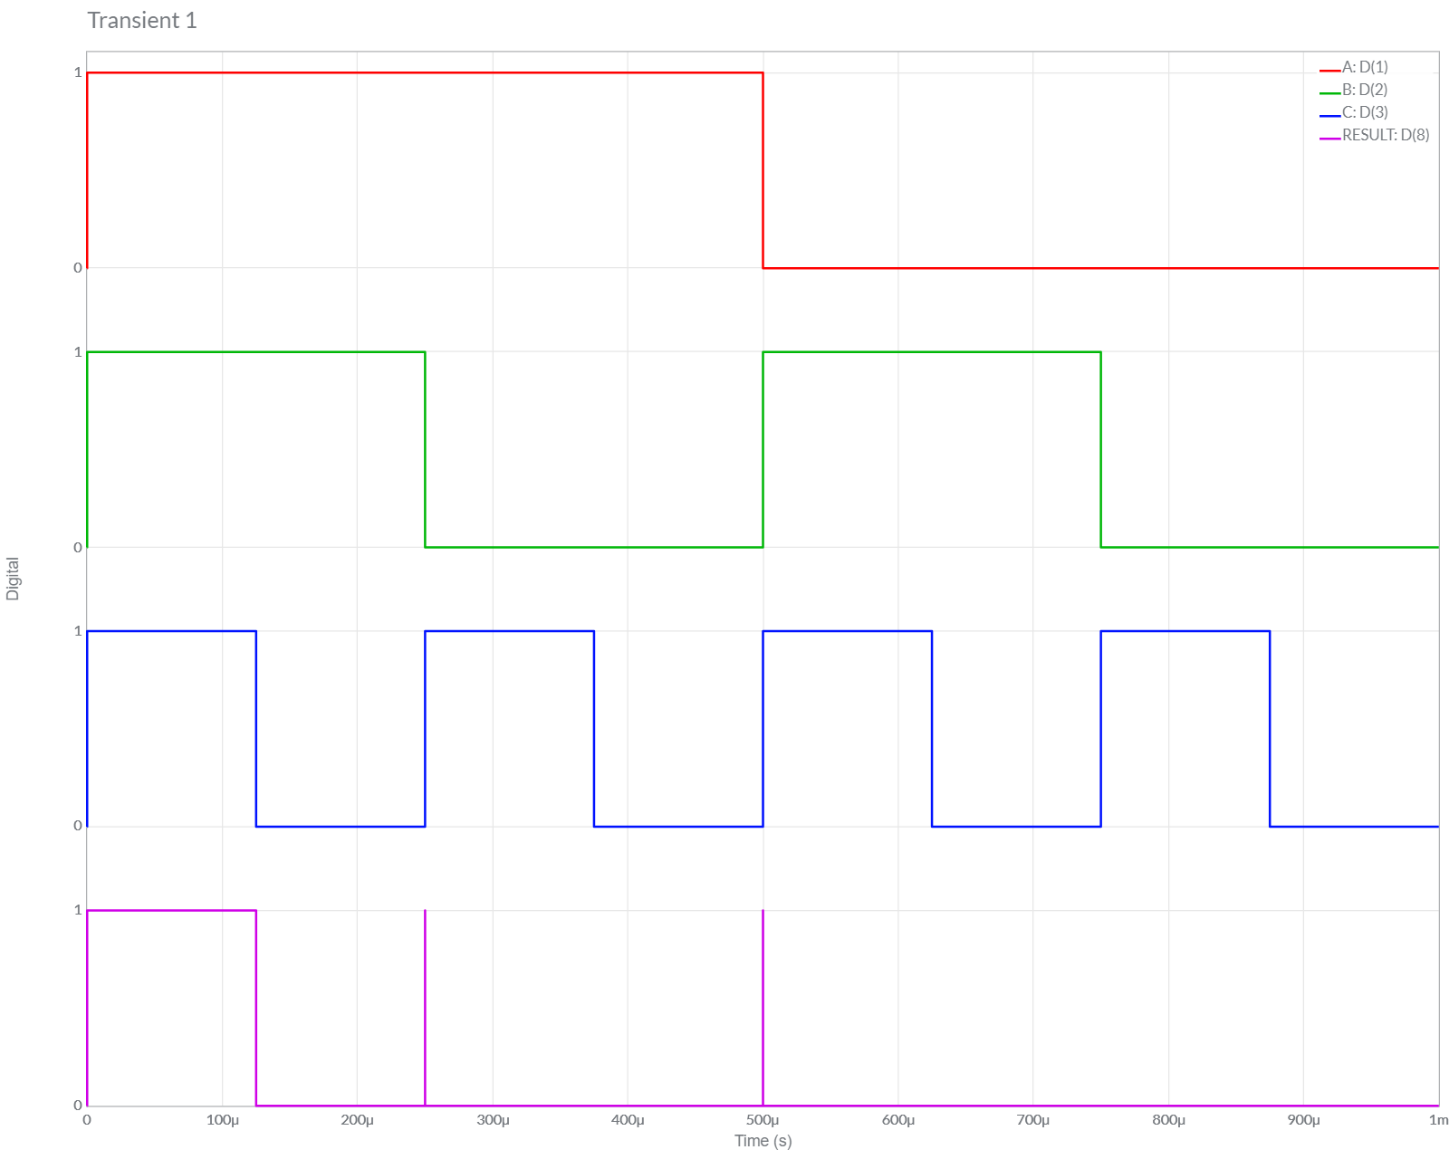 Transient 1
A: D(1)
B: D(2)
C: D(3)
RESULT: D(8)
1
0
1
0
Digital
1
0
1
0
0 100µ 200µ 300µ 400µ 500µ 600µ 700µ 800µ 900µ 1m
Time (s)